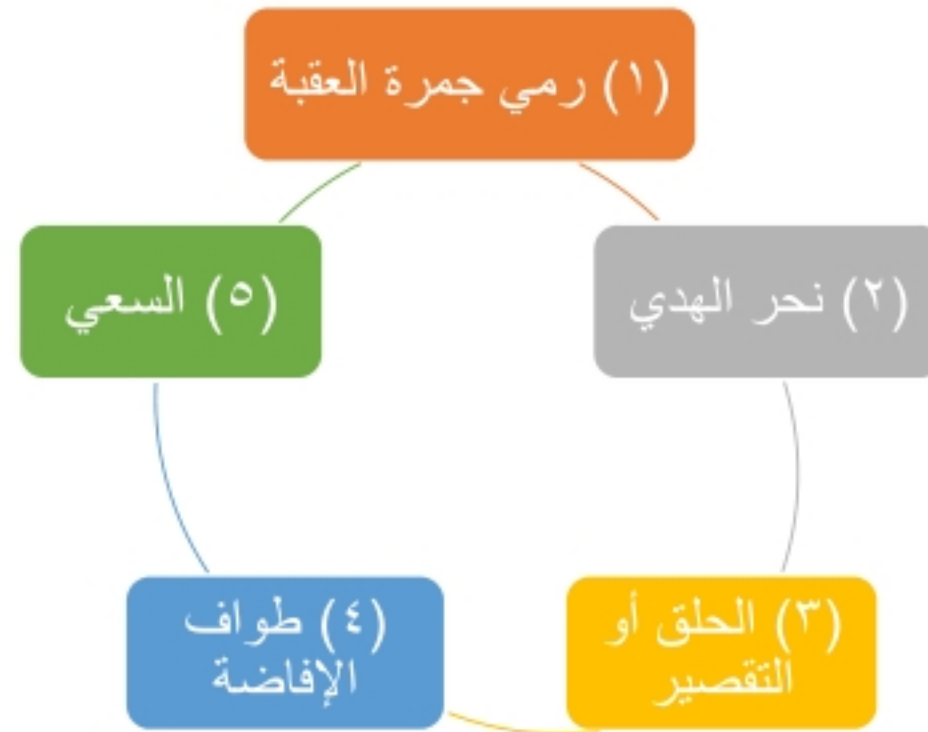 (١) رمي جمرة العقبة
(٢) نحر الهدي
(٣) الحلق أو
التقصير
(٤) طواف
الإفاضة
(٥) السعي